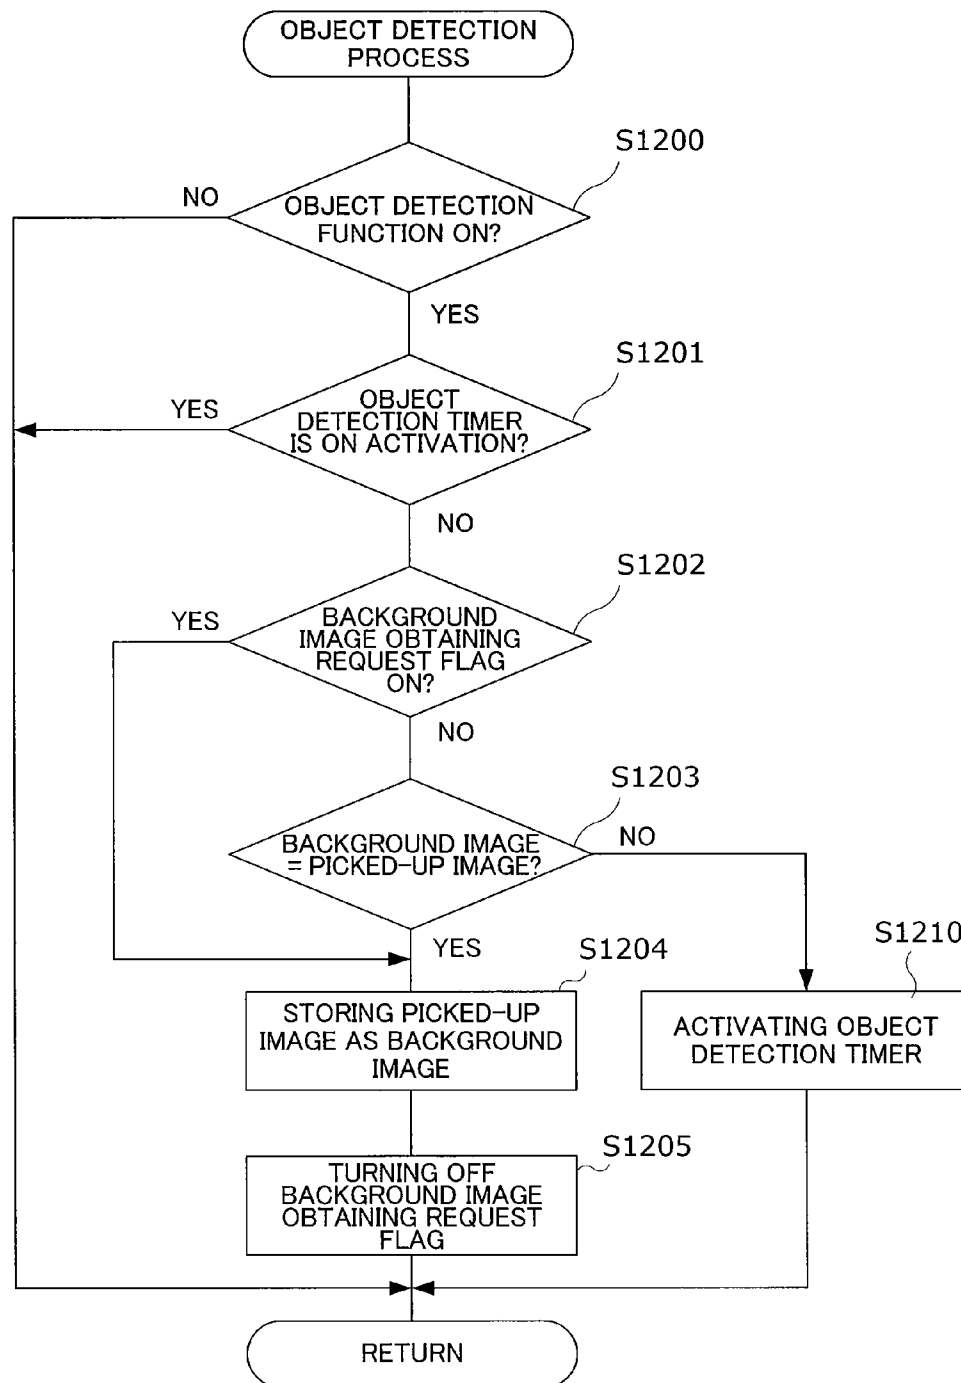 OBJECT DETECTION
PROCESS
S1200
NO
OBJECT DETECTION
FUNCTION ON?
YES
S1201
YES
OBJECT
DETECTION TIMER
IS ON ACTIVATION?
NO
S1202
YES
BACKGROUND
IMAGE OBTAINING
REQUEST FLAG
ON?
NO
S1203
BACKGROUND IMAGE
= PICKED-UP IMAGE?
NO
YES
S1204
S1210
STORING PICKED-UP
IMAGE AS BACKGROUND
IMAGE
ACTIVATING OBJECT
DETECTION TIMER
S1205
TURNING OFF
BACKGROUND IMAGE
OBTAINING REQUEST
FLAG
RETURN